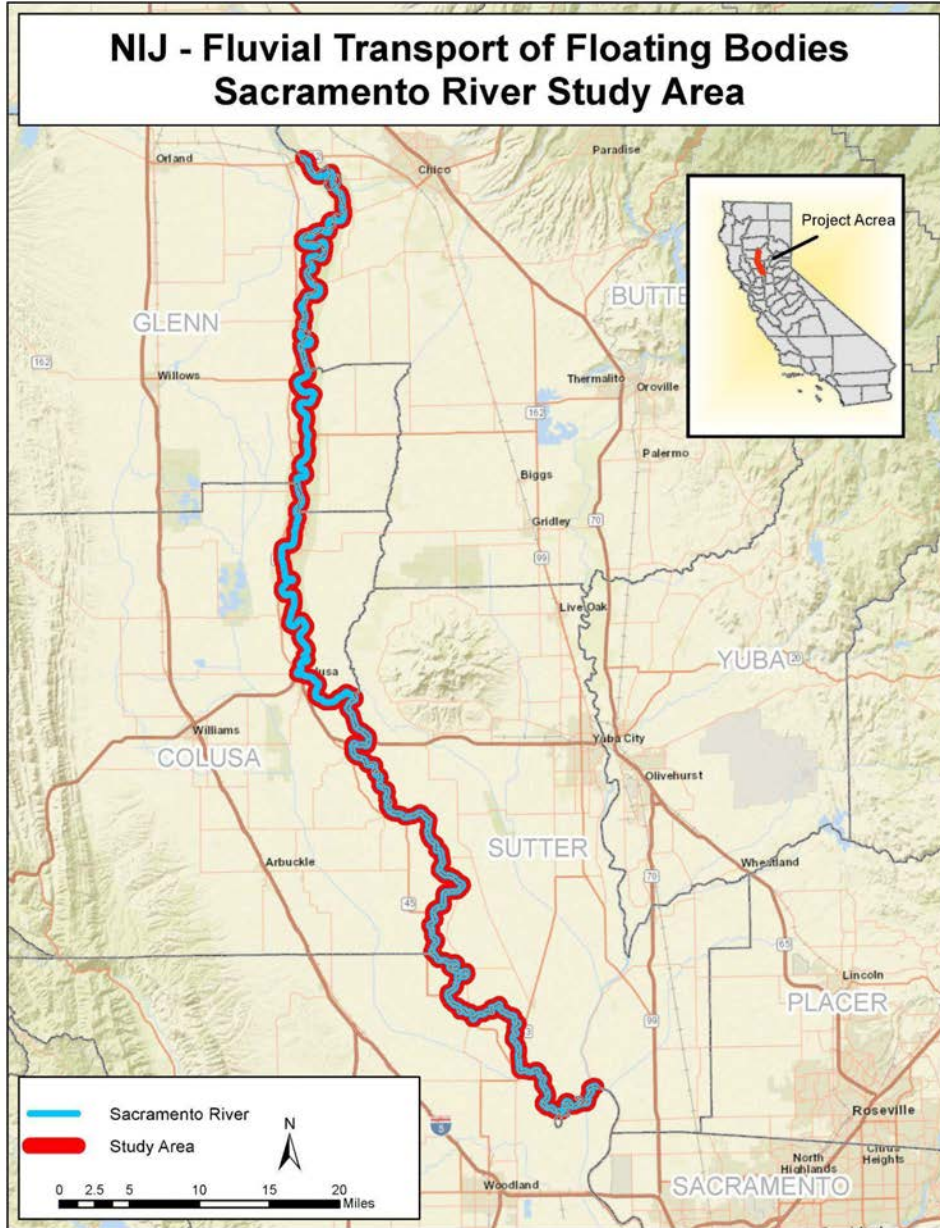 NIJ - Fluvial Transport of Floating Bodies
Sacramento River Study Area
Orland
Chico
Paradise
Project Acrea
GLENN
BUTTE
162
Willows
Thermalito
Oroville
162
Palermo
Biggs
Gridley
70
99
Live Oak
YUBA
20
Williams
COLUSA
Yuba City
Olivehurst
SUTTER
Arbuckle
Wheatland
45
70
65
Lincoln
PLACER
99
Sacramento River
Study Area
N
5
Roseville
Citrus
Heights
North
Highlands
0 2.5 5 10 15 20
Miles
Woodland
SACRAMENTO